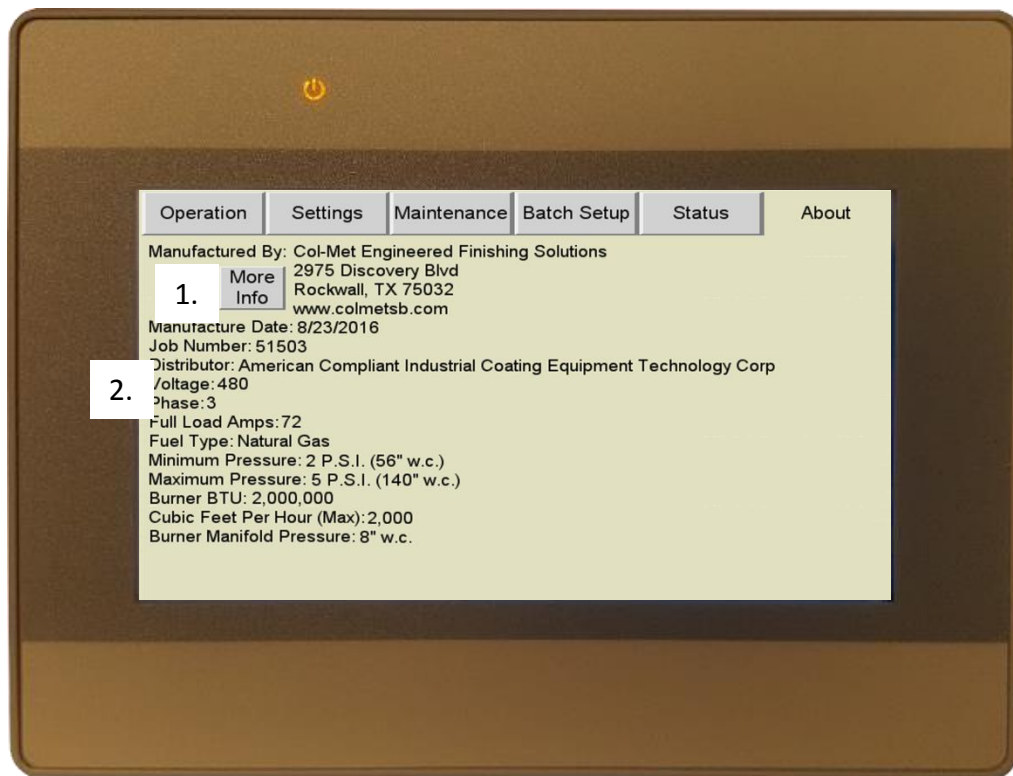 Operation Settings Maintenance Batch Setup Status About
Manufactured By: Col-Met Engineered Finishing Solutions
1. More Info
2975 Discovery Blvd
Rockwall, TX 75032
www.colmetsb.com
Manufacture Date: 8/23/2016
Job Number: 51503
Distributor: American Compliant Industrial Coating Equipment Technology Corp
2.
Voltage: 480
Phase: 3
Full Load Amps: 72
Fuel Type: Natural Gas
Minimum Pressure: 2 P.S.I. (56" w.c.)
Maximum Pressure: 5 P.S.I. (140" w.c.)
Burner BTU: 2,000,000
Cubic Feet Per Hour (Max): 2,000
Burner Manifold Pressure: 8" w.c.